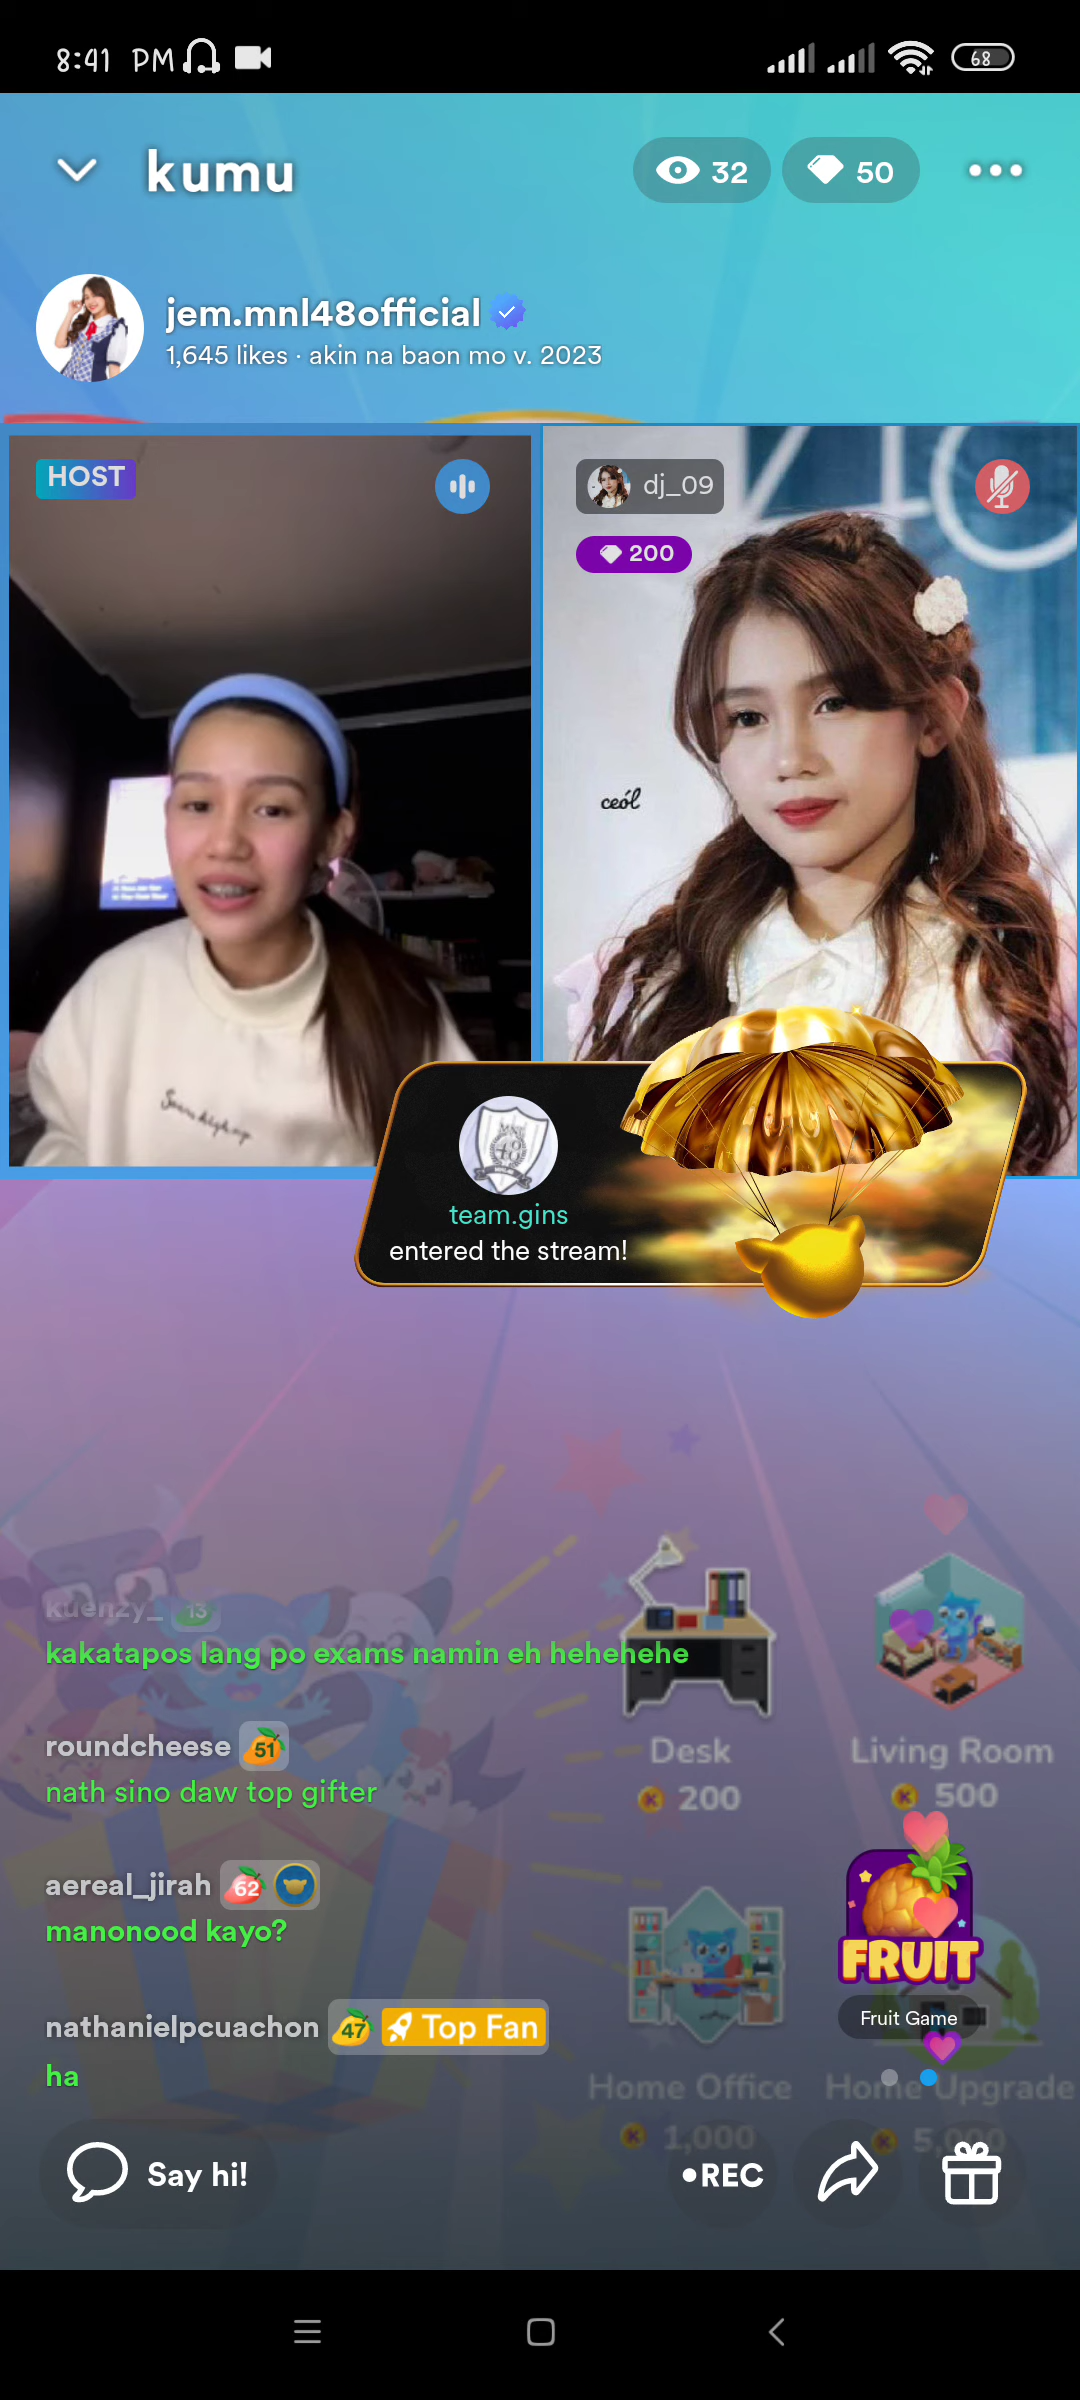 8:41 PM
68
kumu
32
50
jem.mnl48official
1,645 likes · akin na baon mo v. 2023
HOST
dj_09
200
ceól
team.gins
entered the stream!
kuenzy_ 13
kakatapos lang po exams namin eh hehehehe
roundcheese 51
nath sino daw top gifter
aereal_jirah 62
manonood kayo?
nathanielpcuachon 47 Top Fan
ha
Desk
200
Living Room
500
FRUIT
Fruit Game
Home Office
1,000
Home Upgrade
5,000
Say hi!
REC